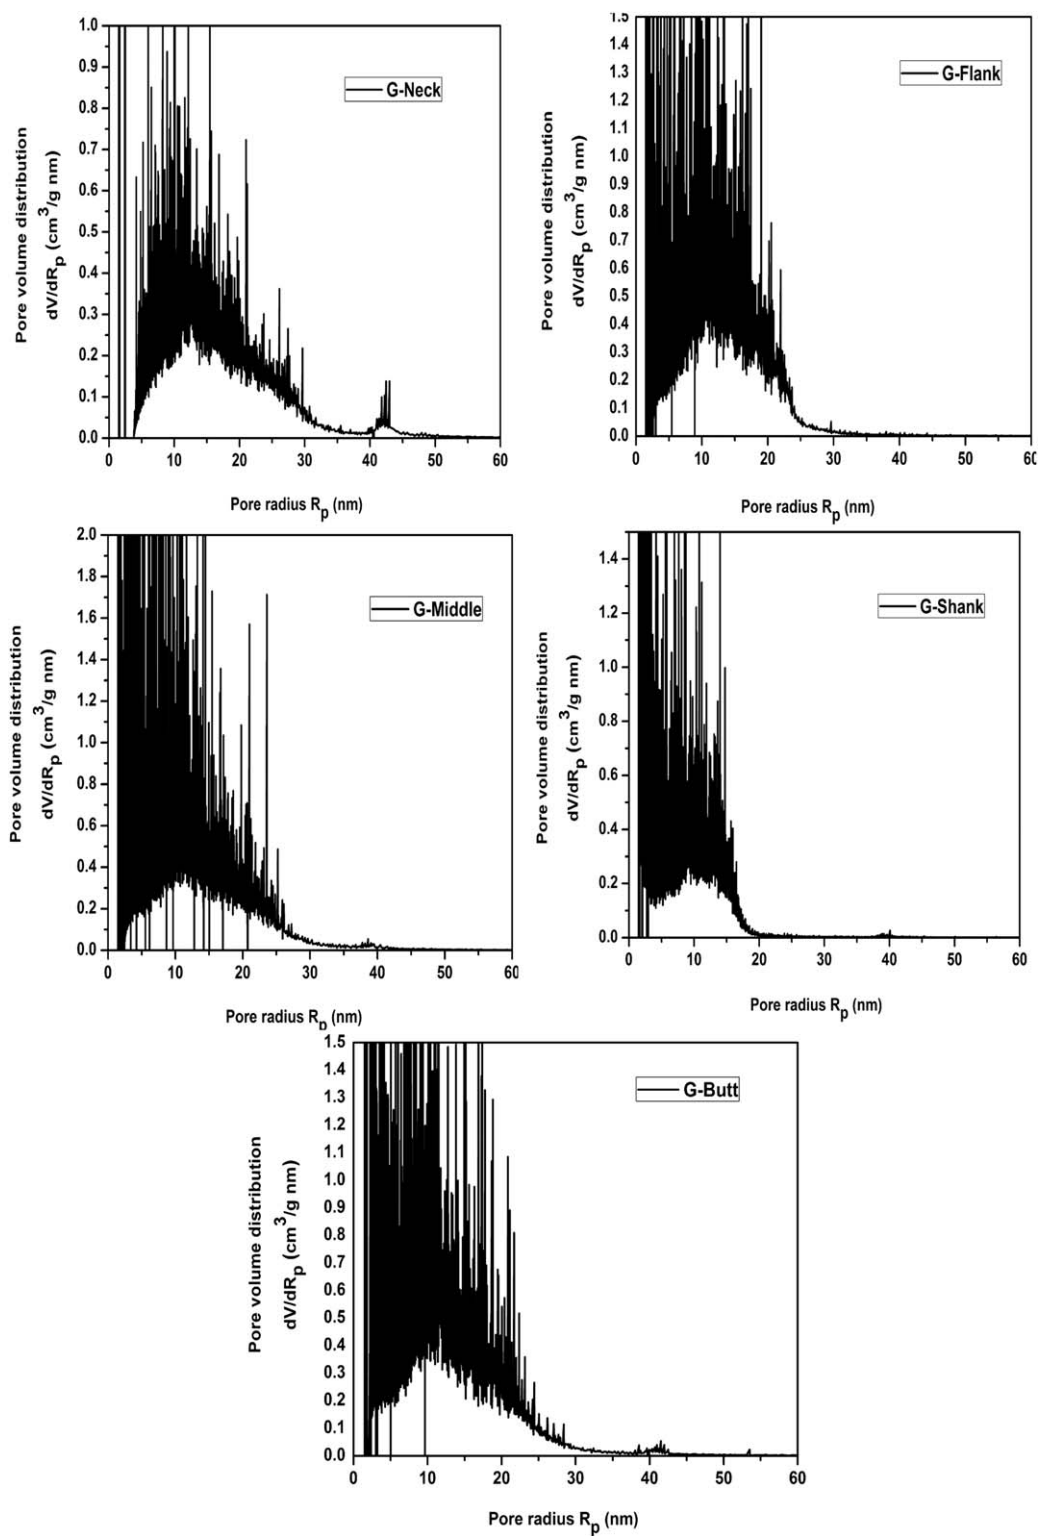 G-Neck
Pore volume distribution
dV/dRp (cm3/g nm)
1.0
0.9
0.8
0.7
0.6
0.5
0.4
0.3
0.2
0.1
0.0
0 10 20 30 40 50 60
Pore radius Rp (nm)
G-Flank
Pore volume distribution
dV/dRp (cm3/g nm)
1.5
1.4
1.3
1.2
1.1
1.0
0.9
0.8
0.7
0.6
0.5
0.4
0.3
0.2
0.1
0.0
0 10 20 30 40 50 60
Pore radius Rp (nm)
G-Middle
Pore volume distribution
dV/dRp (cm3/g nm)
2.0
1.8
1.6
1.4
1.2
1.0
0.8
0.6
0.4
0.2
0.0
0 10 20 30 40 50 60
Pore radius Rp (nm)
G-Shank
Pore volume distribution
dV/dRp (cm3/g nm)
1.4
1.2
1.0
0.8
0.6
0.4
0.2
0.0
0 10 20 30 40 50 60
Pore radius Rp (nm)
G-Butt
Pore volume distribution
dV/dRp (cm3/g nm)
1.5
1.4
1.3
1.2
1.1
1.0
0.9
0.8
0.7
0.6
0.5
0.4
0.3
0.2
0.1
0.0
0 10 20 30 40 50 60
Pore radius Rp (nm)